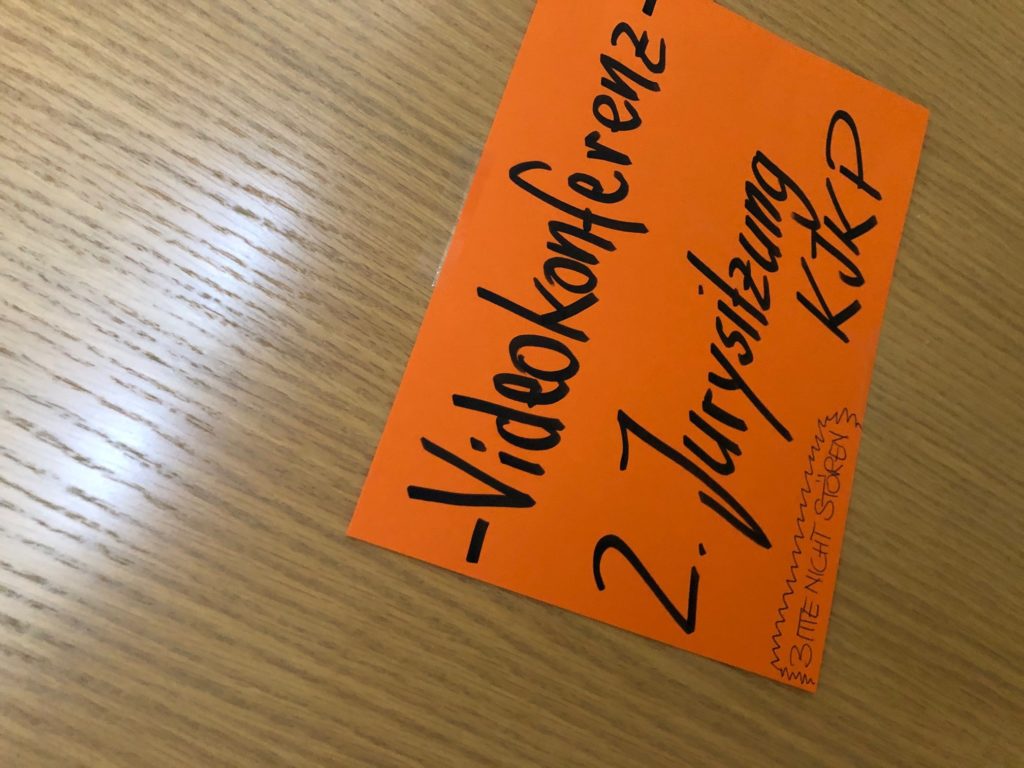 -Videokonferenz-
2. Jurysitzung
KJKP
BITTE NICHT STÖREN